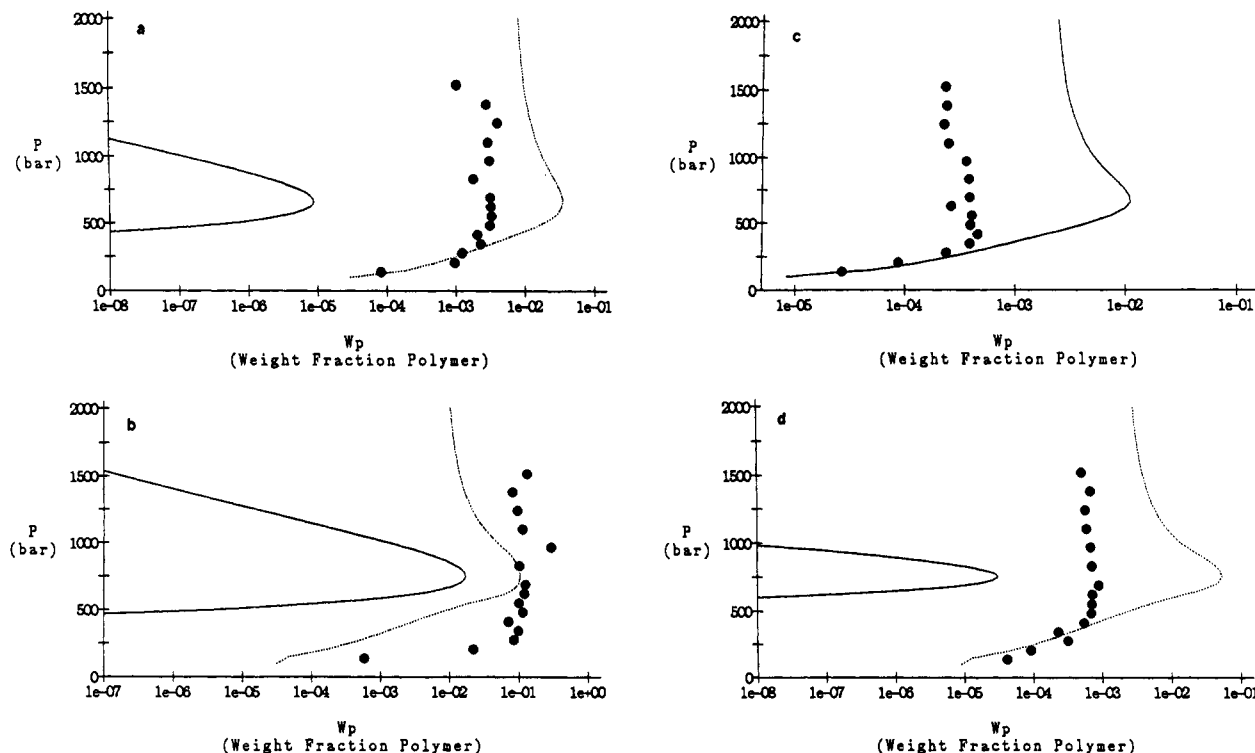 a
2000
1500
P
(bar)
1000
500
0
1e-08 1e-07 1e-06 1e-05 1e-04 1e-03 1e-02 1e-01
Wp
(Weight Fraction Polymer)
c
2000
1500
P
(bar)
1000
500
0
1e-05 1e-04 1e-03 1e-02 1e-01
Wp
(Weight Fraction Polymer)
b
2000
1500
P
(bar)
1000
500
0
1e-07 1e-06 1e-05 1e-04 1e-03 1e-02 1e-01 1e+00
Wp
(Weight Fraction Polymer)
d
2000
1500
P
(bar)
1000
500
0
1e-08 1e-07 1e-06 1e-05 1e-04 1e-03 1e-02 1e-01
Wp
(Weight Fraction Polymer)